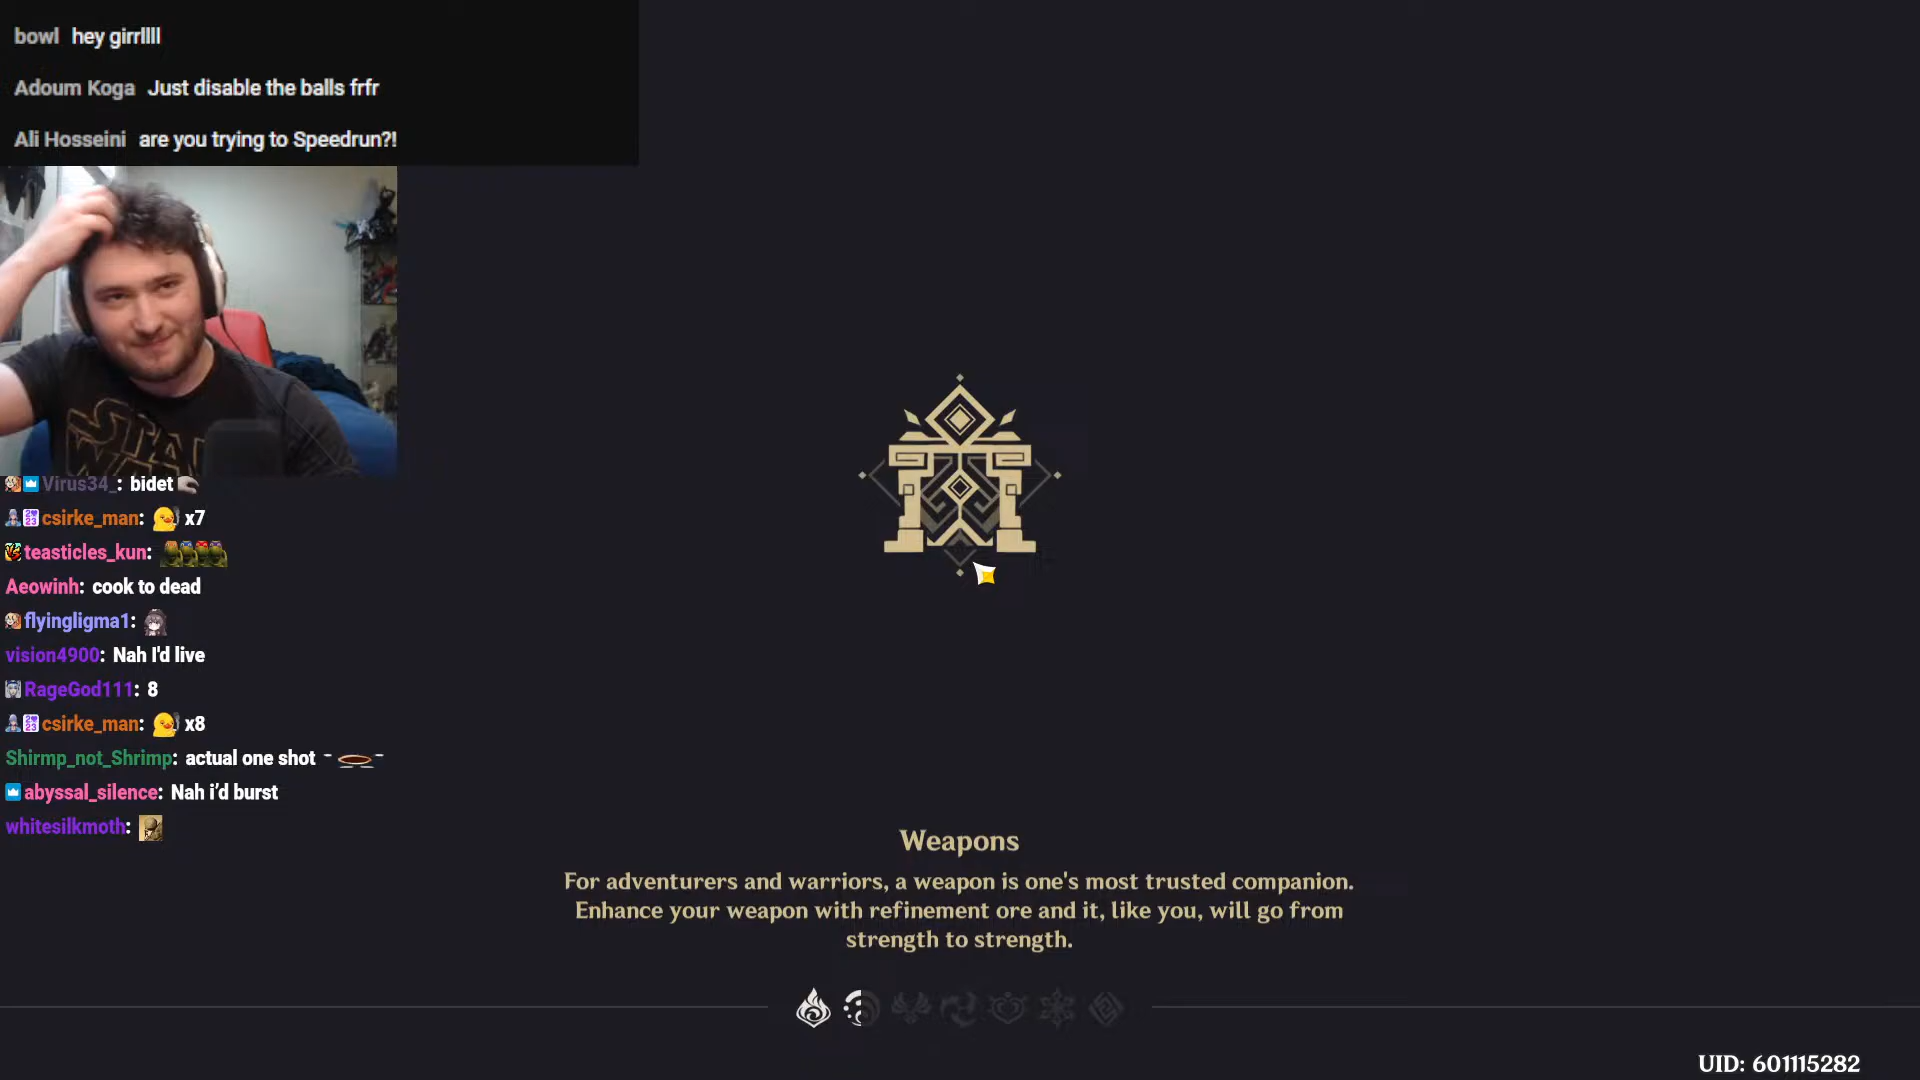 bowl hey girrllll
Adoum Koga Just disable the balls frfr
Ali Hosseini are you trying to Speedrun?!
STAR
WARS
Virus34_: bidet
csirke_man: x7
teasticles_kun:
Aeowinh: cook to dead
flyingligma1:
vision4900: Nah I'd live
RageGod111: 8
csirke_man: x8
Shirmp_not_Shrimp: actual one shot
abyssal_silence: Nah i’d burst
whitesilkmoth:
Weapons
For adventurers and warriors, a weapon is one's most trusted companion.
Enhance your weapon with refinement ore and it, like you, will go from
strength to strength.
UID: 601115282